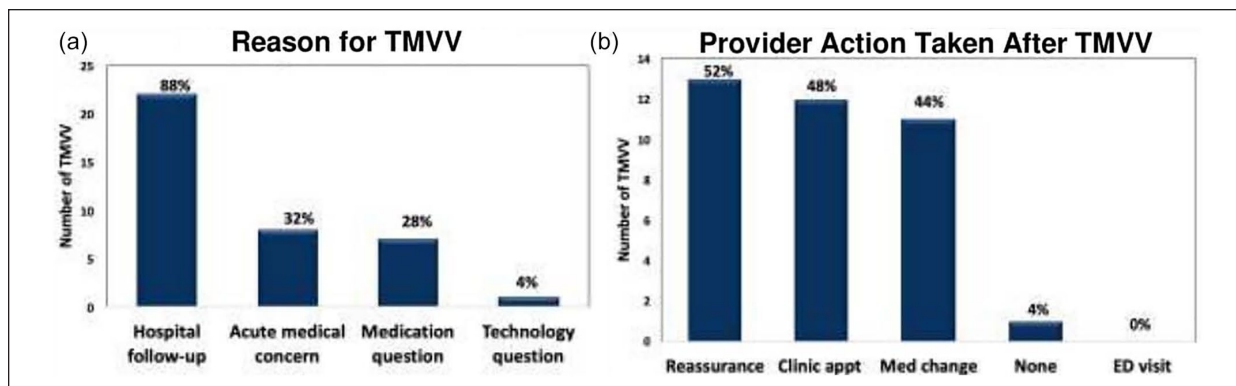 (a)
Reason for TMVV
Number of TMVV
25
20
15
10
5
0
88%
32%
28%
4%
Hospital
follow-up
Acute medical
concern
Medication
question
Technology
question
(b)
Provider Action Taken After TMVV
Number of TMVV
14
12
10
8
6
4
2
0
52%
48%
44%
4%
0%
Reassurance
Clinic appt
Med change
None
ED visit